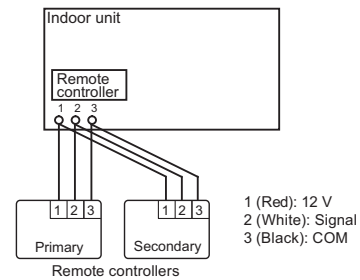 Indoor unit
Remote
controller
1 2 3
1 2 3
1 2 3
Primary
Secondary
Remote controllers
1 (Red): 12 V
2 (White): Signal
3 (Black): COM